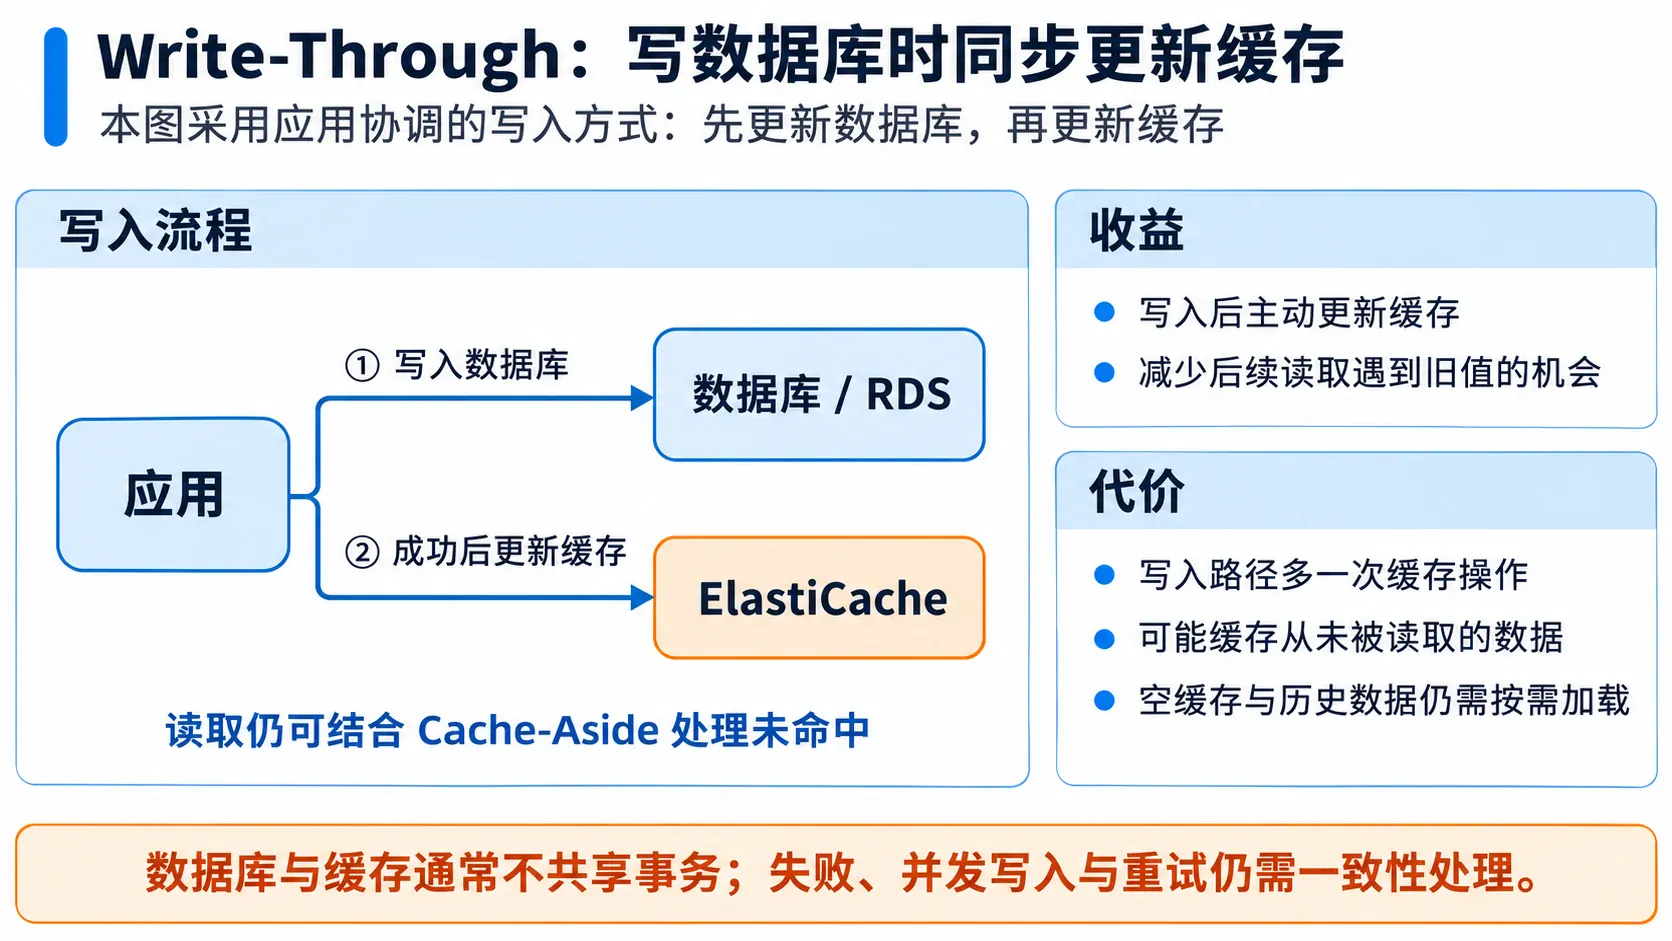 Write-Through：写数据库时同步更新缓存
本图采用应用协调的写入方式：先更新数据库，再更新缓存
写入流程
① 写入数据库
数据库 / RDS
应用
② 成功后更新缓存
ElastiCache
读取仍可结合 Cache-Aside 处理未命中
收益
写入后主动更新缓存
减少后续读取遇到旧值的机会
代价
写入路径多一次缓存操作
可能缓存从未被读取的数据
空缓存与历史数据仍需按需加载
数据库与缓存通常不共享事务；失败、并发写入与重试仍需一致性处理。